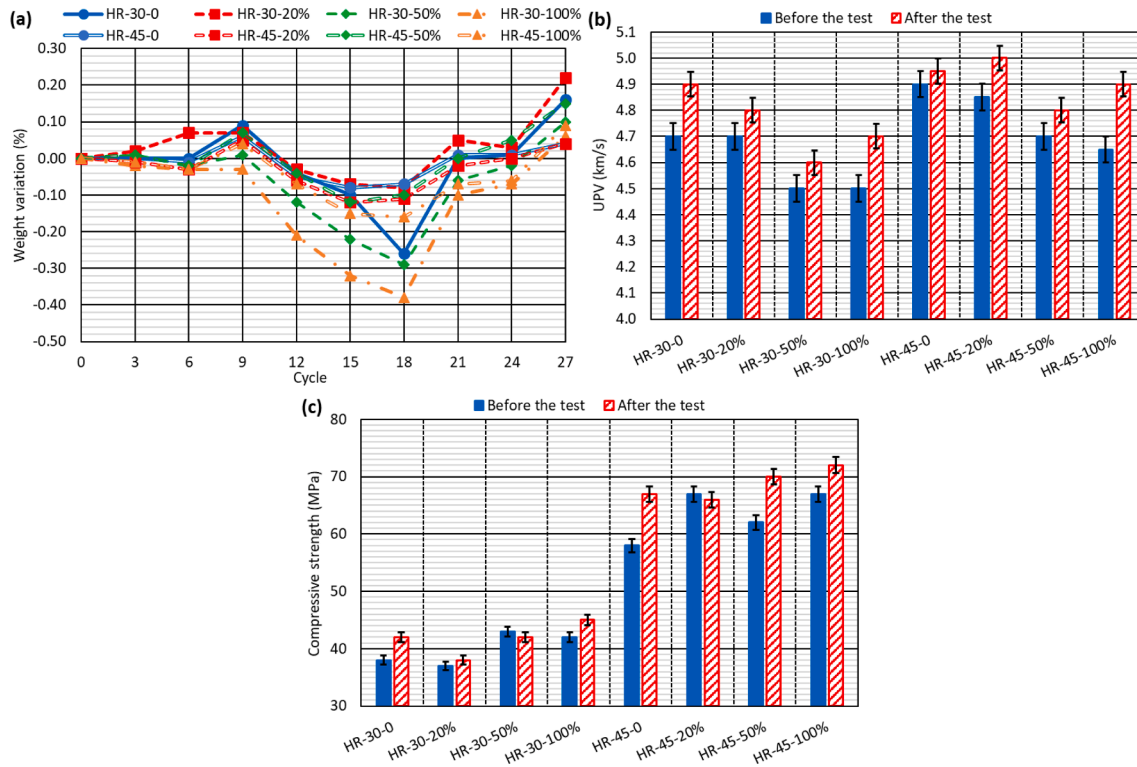 (a)
HR-30-0 HR-30-20% HR-30-50% HR-30-100%
HR-45-0 HR-45-20% HR-45-50% HR-45-100%
Weight variation (%)
0.30
0.20
0.10
0.00
-0.10
-0.20
-0.30
-0.40
-0.50
0 3 6 9 12 15 18 21 24 27
Cycle
(b)
Before the test After the test
UPV (km/s)
5.1
5.0
4.9
4.8
4.7
4.6
4.5
4.4
4.3
4.2
4.1
4.0
HR-30-0 HR-30-20% HR-30-50% HR-30-100% HR-45-0 HR-45-20% HR-45-50% HR-45-100%
(c)
Before the test After the test
Compressive strength (MPa)
80
70
60
50
40
30
HR-30-0 HR-30-20% HR-30-50% HR-30-100% HR-45-0 HR-45-20% HR-45-50% HR-45-100%